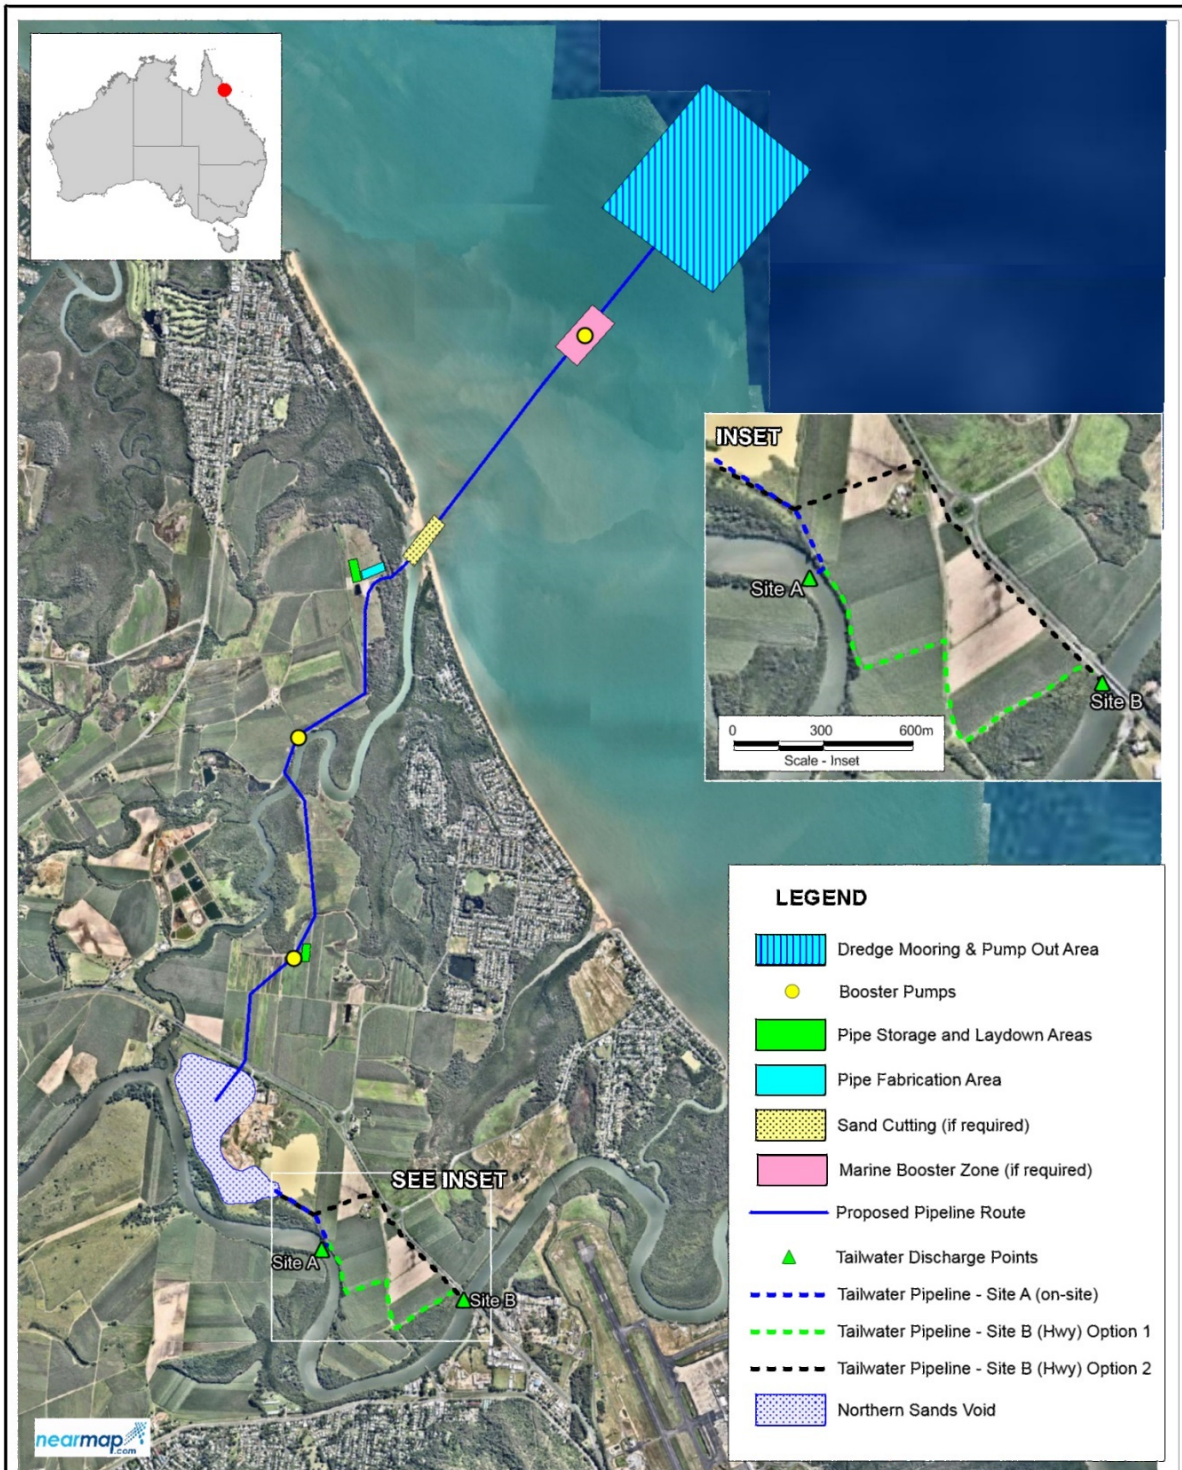 INSET
Site A
Site B
0 300 600m
Scale - Inset
SEE INSET
Site A
Site B
LEGEND
Dredge Mooring & Pump Out Area
Booster Pumps
Pipe Storage and Laydown Areas
Pipe Fabrication Area
Sand Cutting (if required)
Marine Booster Zone (if required)
Proposed Pipeline Route
Tailwater Discharge Points
Tailwater Pipeline - Site A (on-site)
Tailwater Pipeline - Site B (Hwy) Option 1
Tailwater Pipeline - Site B (Hwy) Option 2
Northern Sands Void
nearmap
.com